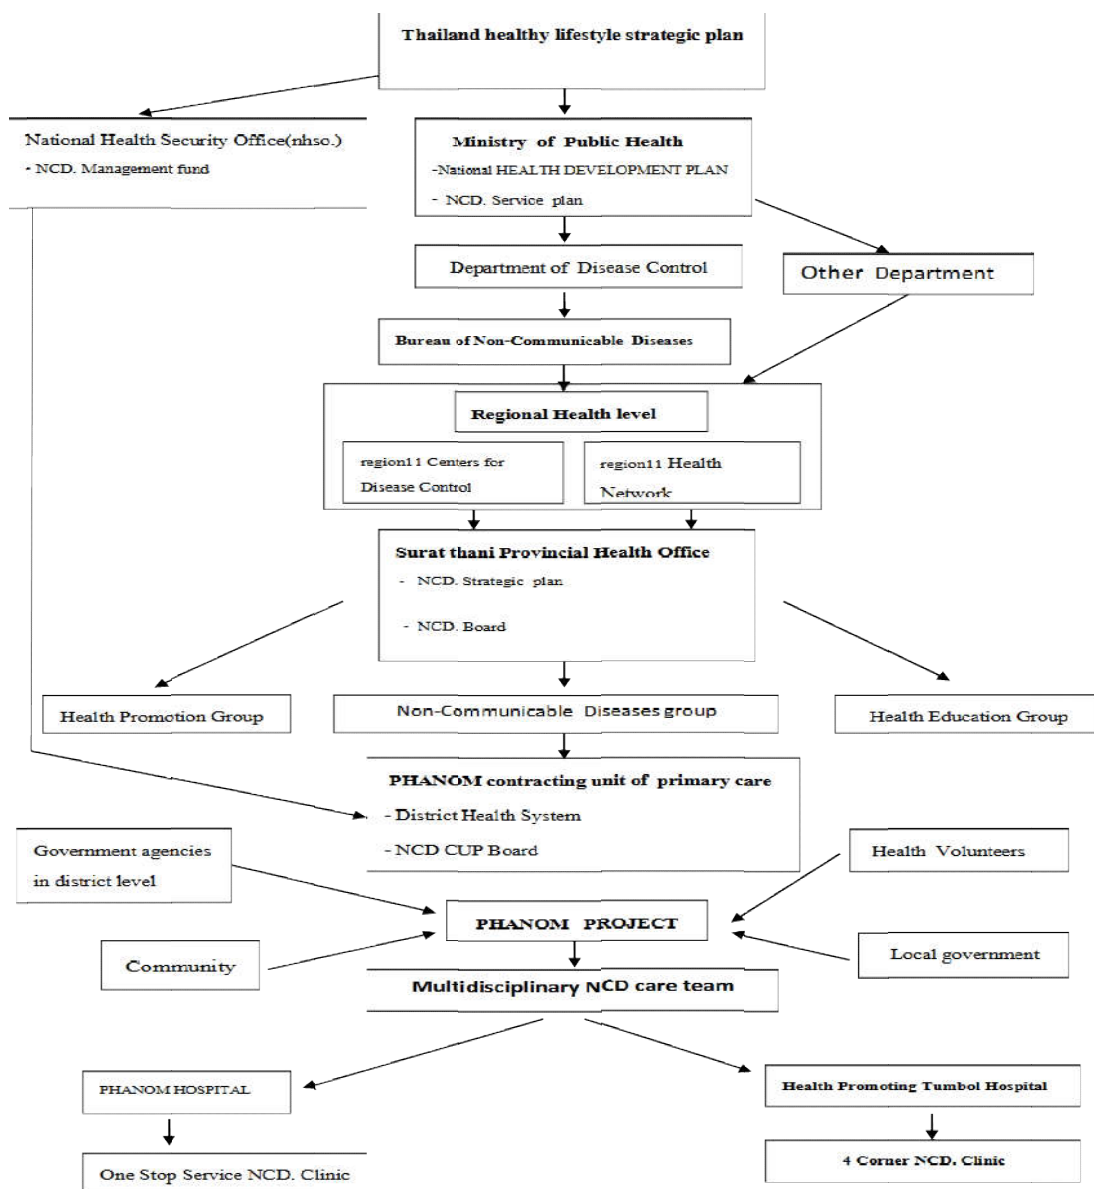 Thailand healthy lifestyle strategic plan
National Health Security Office(nhso.)
- NCD. Management fund
Ministry of Public Health
-National HEALTH DEVELOPMENT PLAN
- NCD. Service plan
Department of Disease Control
Other Department
Bureau of Non-Communicable Diseases
Regional Health level
region11 Centers for
Disease Control
region11 Health
Network
Surat thani Provincial Health Office
- NCD. Strategic plan
- NCD. Board
Health Promotion Group
Non-Communicable Diseases group
Health Education Group
PHANOM contracting unit of primary care
- District Health System
- NCD CUP Board
Government agencies
in district level
Health Volunteers
PHANOM PROJECT
Community
Local government
Multidisciplinary NCD care team
PHANOM HOSPITAL
Health Promoting Tumbol Hospital
One Stop Service NCD. Clinic
4 Corner NCD. Clinic